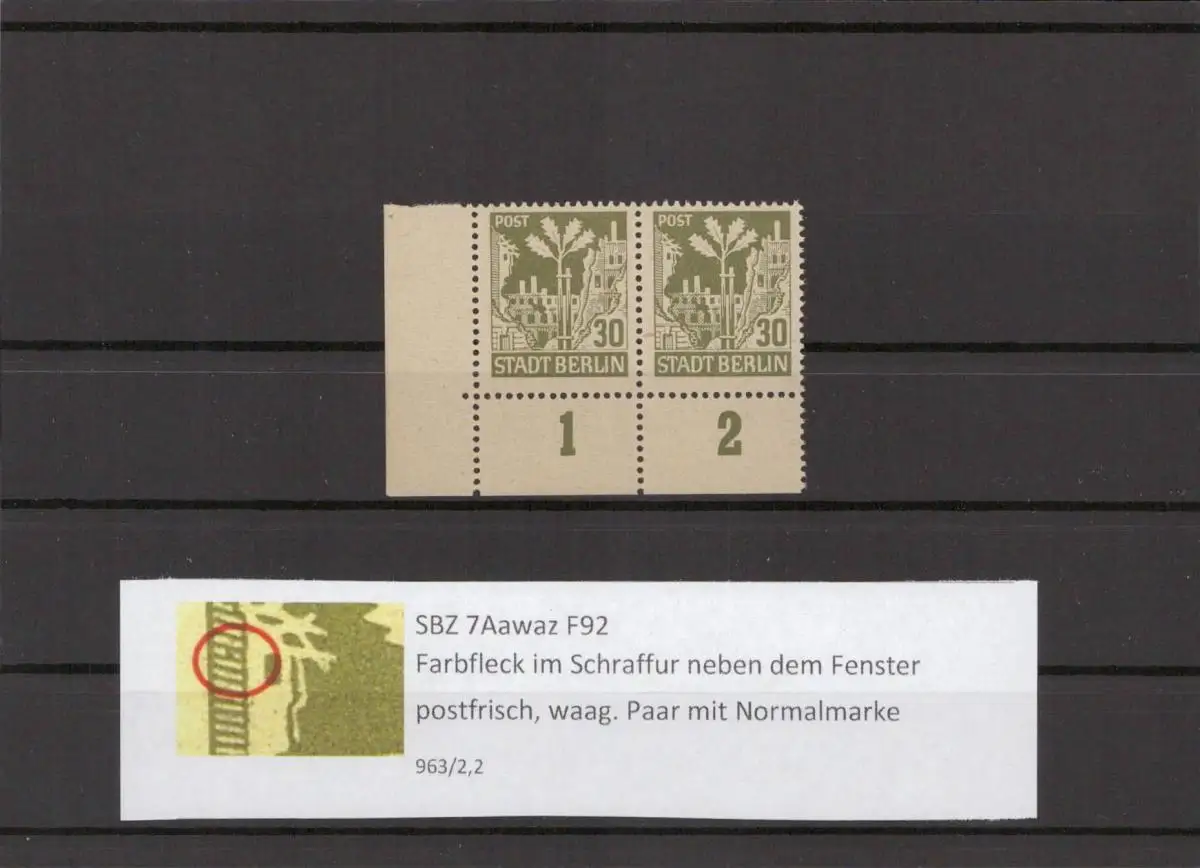 POST POST
30 30
STADT BERLIN STADT BERLIN
1 2
SBZ 7Aawaz F92
Farbfleck im Schraffur neben dem Fenster
postfrisch, waag. Paar mit Normalmarke
963/2,2